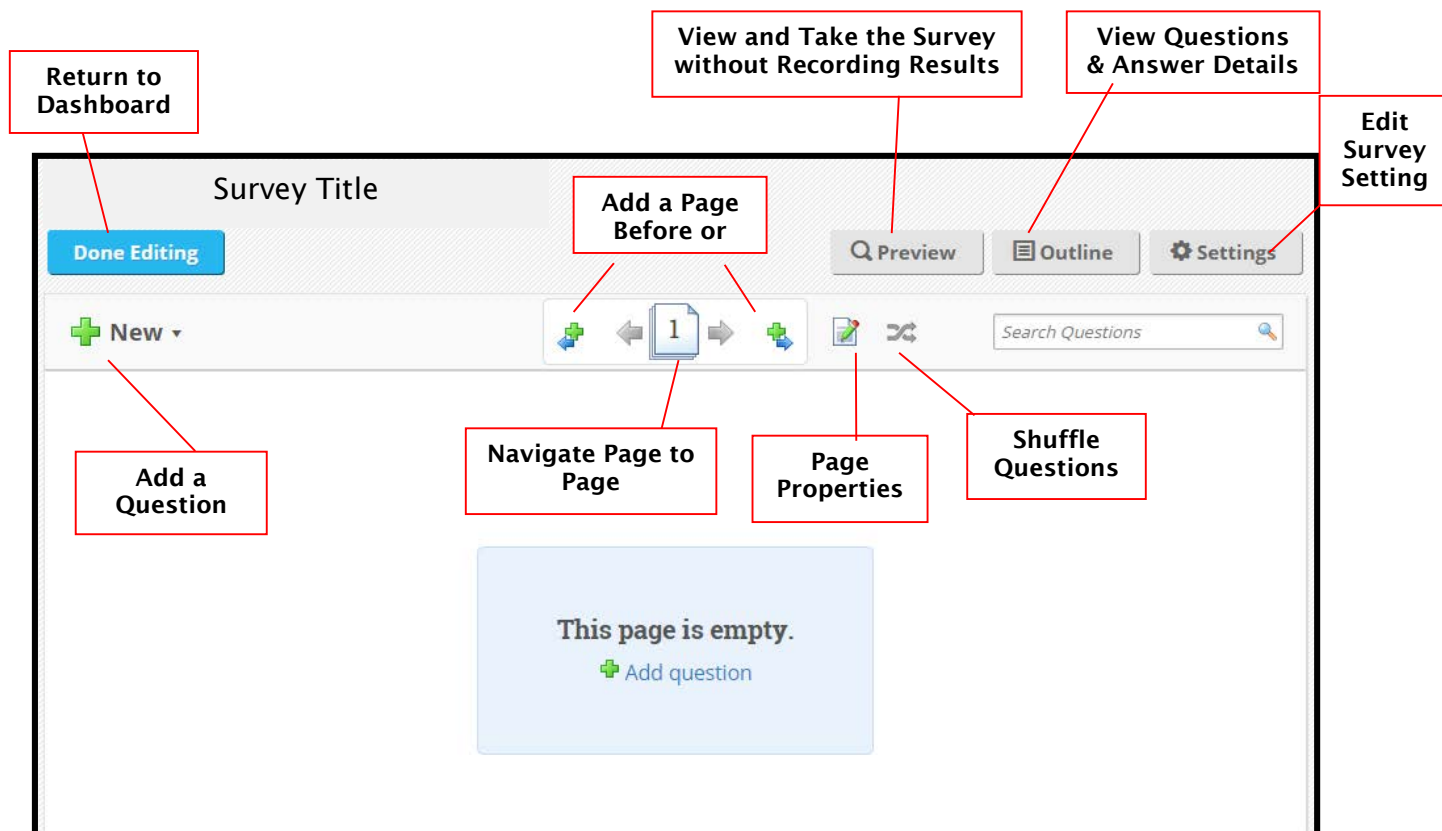 View and Take the Survey
without Recording Results
View Questions
& Answer Details
Return to
Dashboard
Edit
Survey
Setting
Survey Title
Add a Page
Before or
Done Editing
Preview
Outline
Settings
New
1
Search Questions
Navigate Page to
Page
Page
Properties
Shuffle
Questions
Add a
Question
This page is empty.
Add question